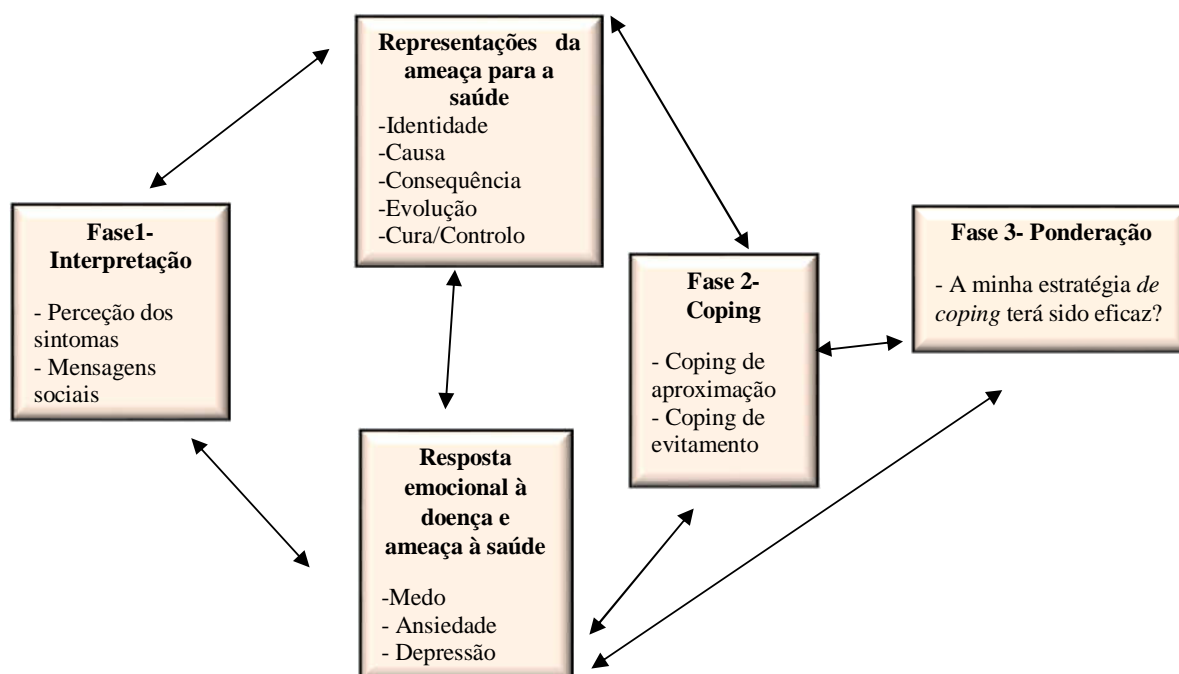 Representações da
ameaça para a
saúde
-Identidade
-Causa
-Consequência
-Evolução
-Cura/Controlo
Fase1-
Interpretação
- Perceção dos
sintomas
- Mensagens
sociais
Fase 2-
Coping
- Coping de
aproximação
- Coping de
evitamento
Fase 3- Ponderação
- A minha estratégia de
coping terá sido eficaz?
Resposta
emocional à
doença e
ameaça à saúde
-Medo
- Ansiedade
- Depressão